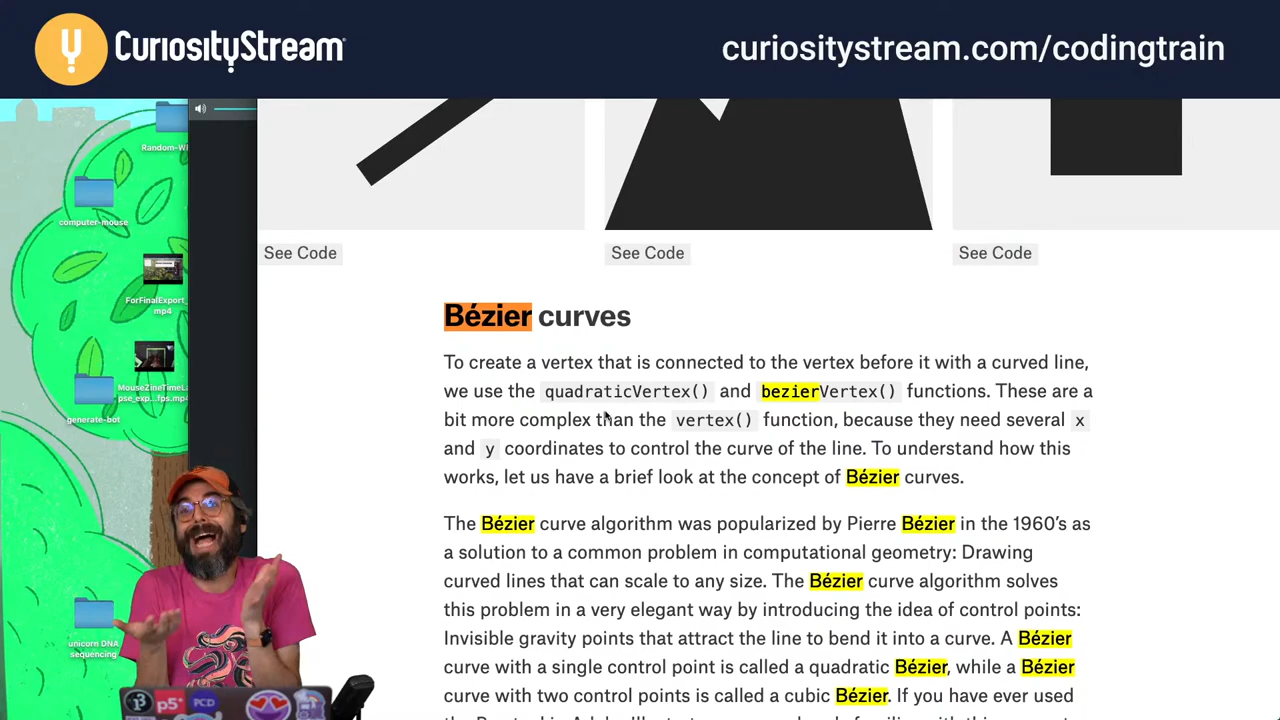 CURIOSITYSTREAM
curiositystream.com/codingtrain
Random-W
computer-mouse
ForFinalExport_
mp4
MouseZineTimeL
pse_exp...fps.mp4
generate-bot
unicorn DNA
sequencing
See Code
See Code
See Code
Bézier curves
To create a vertex that is connected to the vertex before it with a curved line,
we use the quadraticVertex() and bezierVertex() functions. These are a
bit more complex than the vertex() function, because they need several x
and y coordinates to control the curve of the line. To understand how this
works, let us have a brief look at the concept of Bézier curves.
The Bézier curve algorithm was popularized by Pierre Bézier in the 1960's as
a solution to a common problem in computational geometry: Drawing
curved lines that can scale to any size. The Bézier curve algorithm solves
this problem in a very elegant way by introducing the idea of control points:
Invisible gravity points that attract the line to bend it into a curve. A Bézier
curve with a single control point is called a quadratic Bézier, while a Bézier
curve with two control points is called a cubic Bézier. If you have ever used
p5*
PCD